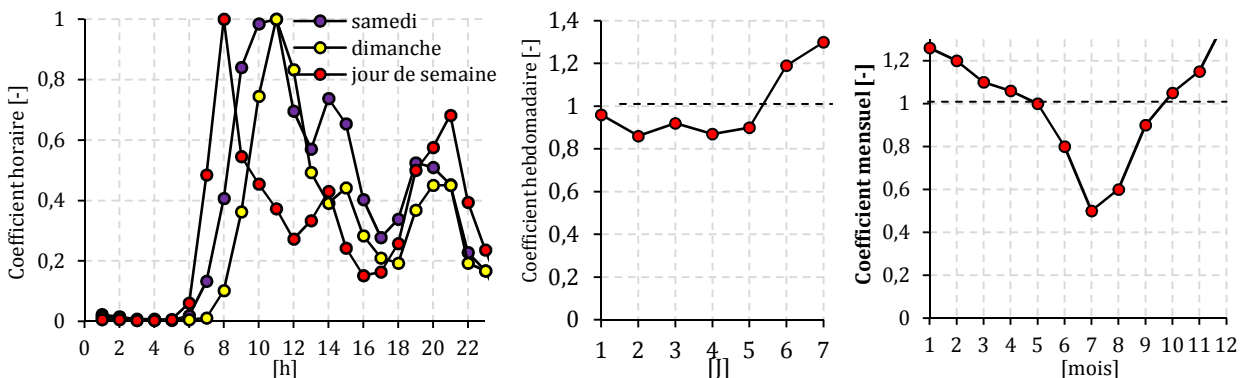 Coefficient horaire [-]
1
0,8
0,6
0,4
0,2
0
0 2 4 6 8 10 12 14 16 18 20 22
[h]
samedi
dimanche
jour de semaine
Coefficient hebdomadaire [-]
1,4
1,2
1
0,8
0,6
0,4
0,2
0
1 2 3 4 5 6 7
[J]
Coefficient mensuel [-]
1,2
1
0,8
0,6
0,4
0,2
0
1 2 3 4 5 6 7 8 9 10 11 12
[mois]